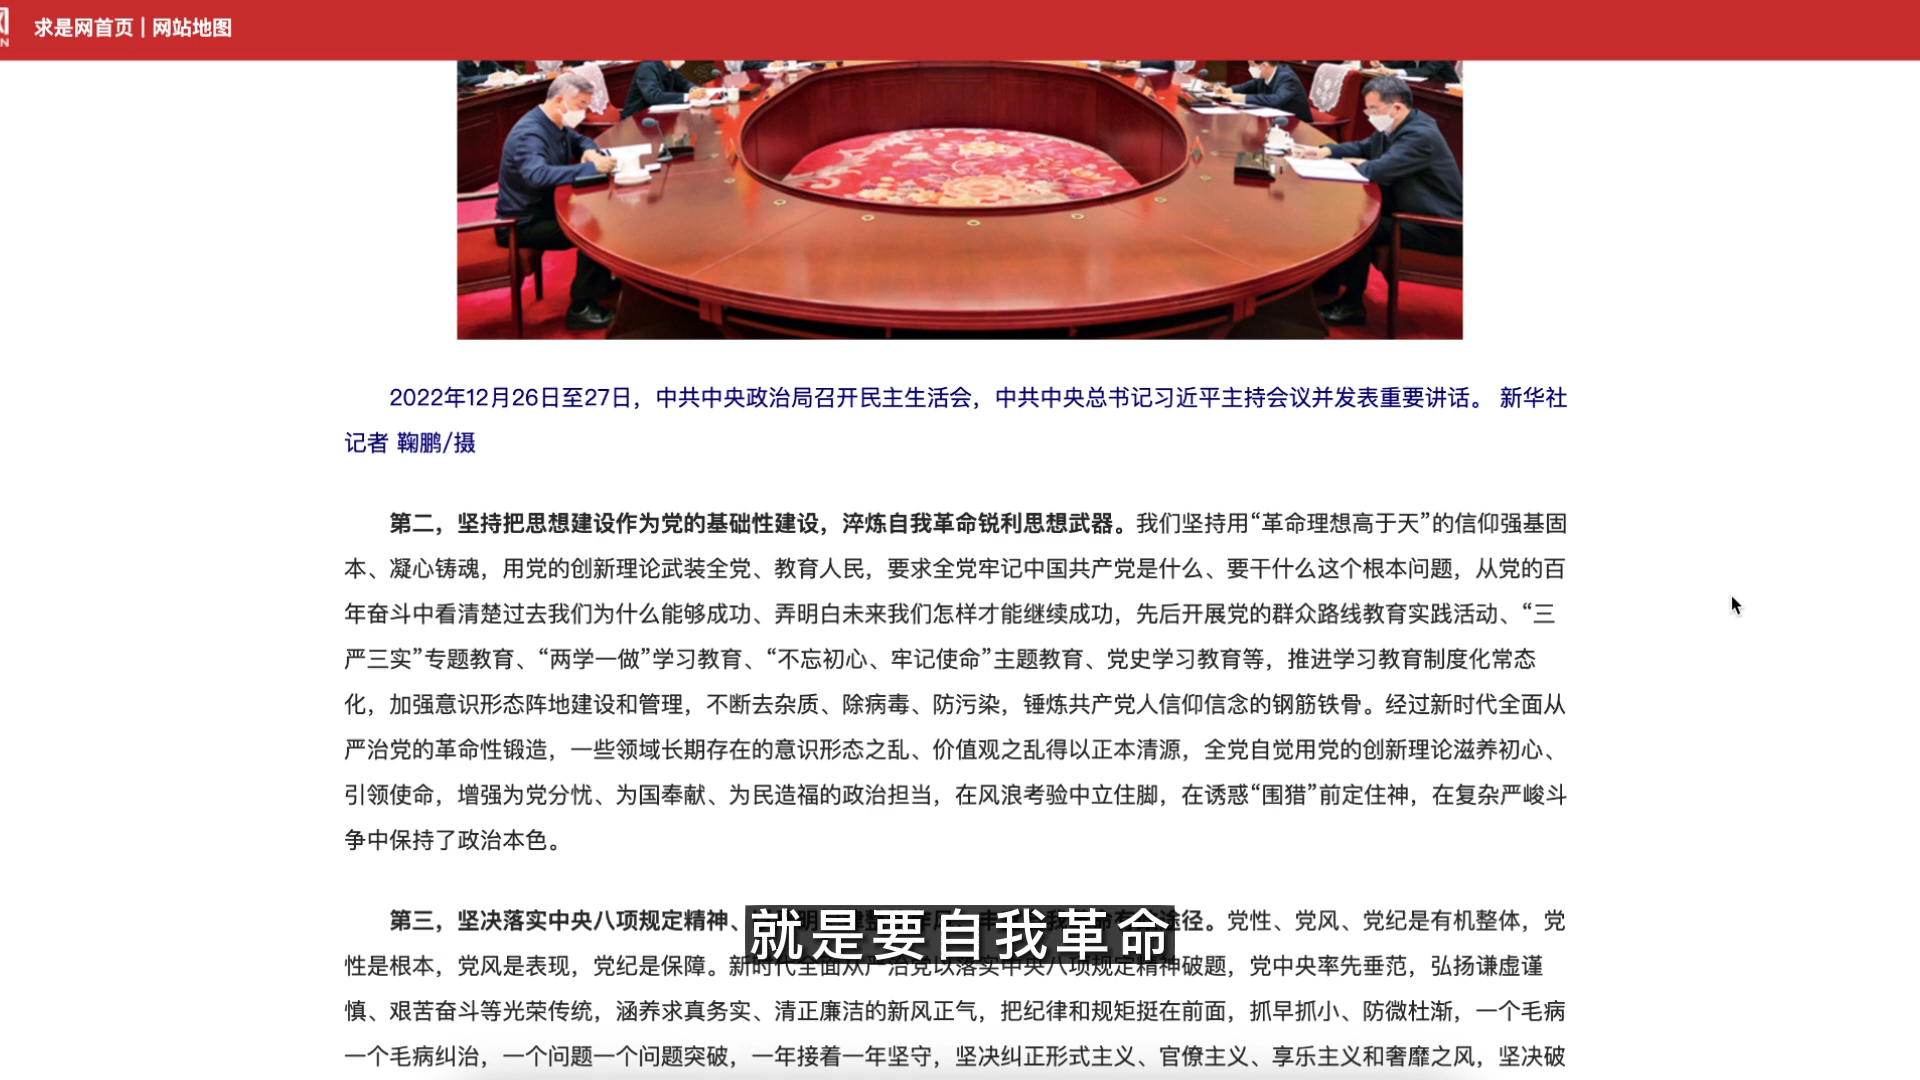 求是网首页 | 网站地图
2022年12月26日至27日，中共中央政治局召开民主生活会，中共中央总书记习近平主持会议并发表重要讲话。 新华社
记者 鞠鹏/摄
第二，坚持把思想建设作为党的基础性建设，淬炼自我革命锐利思想武器。我们坚持用“革命理想高于天”的信仰强基固
本、凝心铸魂，用党的创新理论武装全党、教育人民，要求全党牢记中国共产党是什么、要干什么这个根本问题，从党的百
年奋斗中看清楚过去我们为什么能够成功、弄明白未来我们怎样才能继续成功，先后开展党的群众路线教育实践活动、“三
严三实”专题教育、“两学一做”学习教育、“不忘初心、牢记使命”主题教育、党史学习教育等，推进学习教育制度化常态
化，加强意识形态阵地建设和管理，不断去杂质、除病毒、防污染，锤炼共产党人信仰信念的钢筋铁骨。经过新时代全面从
严治党的革命性锻造，一些领域长期存在的意识形态之乱、价值观之乱得以正本清源，全党自觉用党的创新理论滋养初心、
引领使命，增强为党分忧、为国奉献、为民造福的政治担当，在风浪考验中立住脚，在诱惑“围猎”前定住神，在复杂严峻斗
争中保持了政治本色。
第三，坚决落实中央八项规定精神、途径。党性、党风、党纪是有机整体，党
就是要自我革命
性是根本，党风是表现，党纪是保障。新时代全面从严治党以落实中央八项规定精神破题，党中央率先垂范，弘扬谦虚谨
慎、艰苦奋斗等光荣传统，涵养求真务实、清正廉洁的新风正气，把纪律和规矩挺在前面，抓早抓小、防微杜渐，一个毛病
一个毛病纠治，一个问题一个问题突破，一年接着一年坚守，坚决纠正形式主义、官僚主义、享乐主义和奢靡之风，坚决破